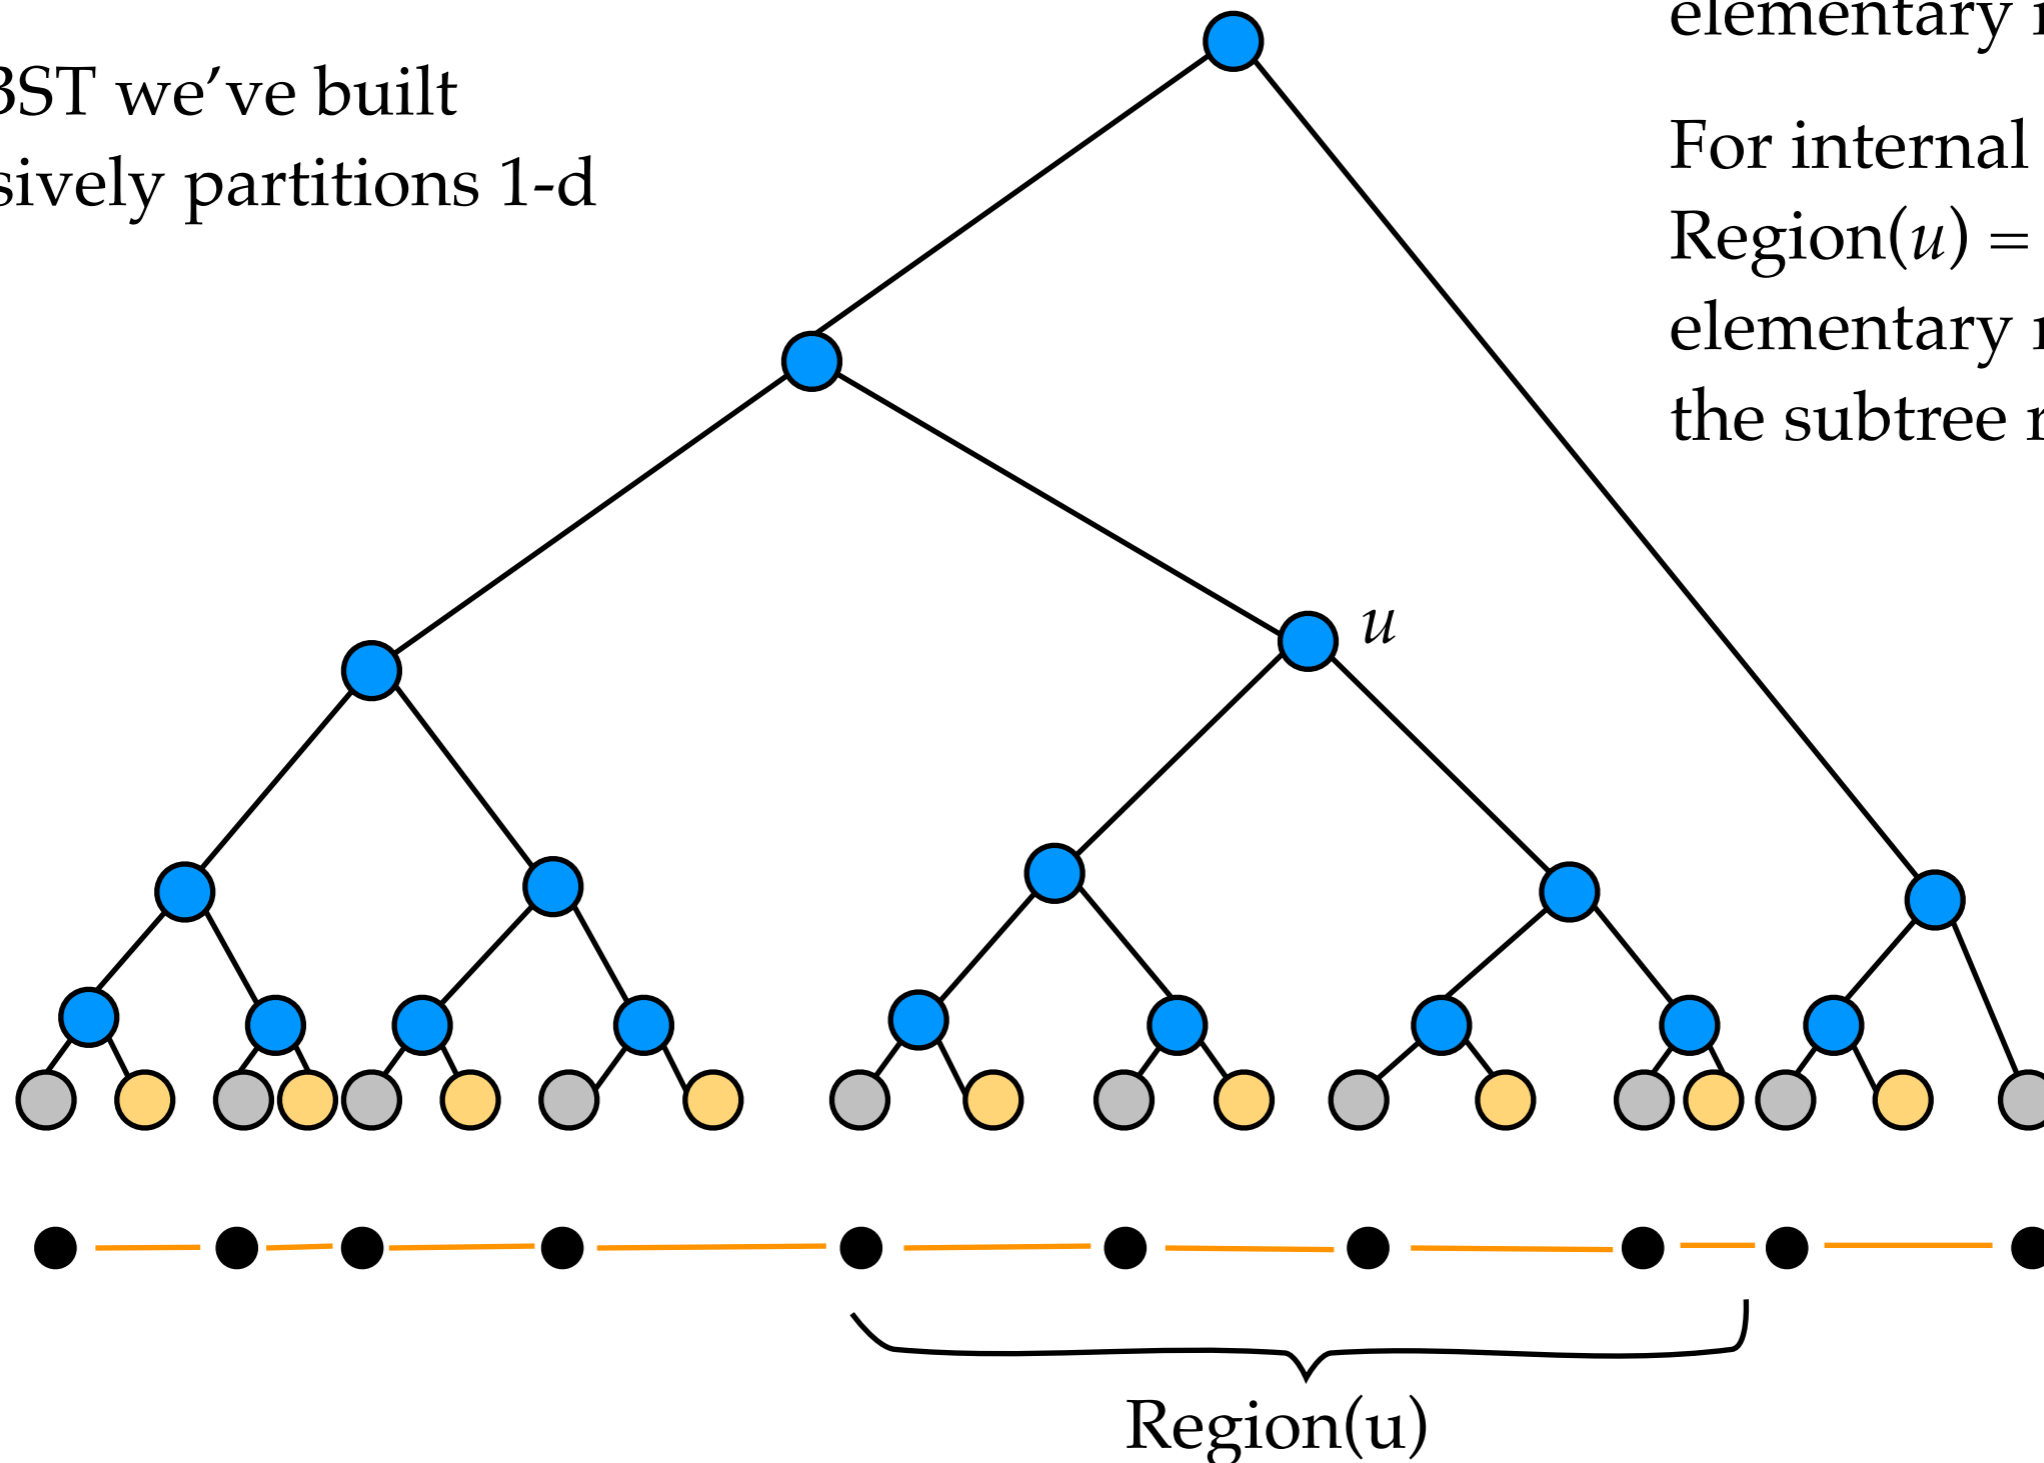 BST we’ve built
sively partitions 1-d
elementary
For internal
Region(u) =
elementary
the subtree
u
Region(u)